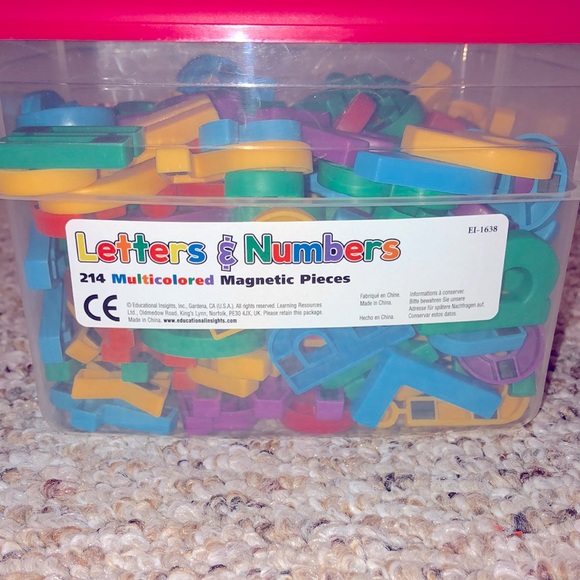 Letters & Numbers
EI-1638
214 Multicolored Magnetic Pieces
CE
© Educational Insights, Inc., Gardena, CA (U.S.A.). All rights reserved. Learning Resources
Ltd., Oldmedow Road, King's Lynn, Norfolk, PE30 4JX, UK. Please retain this package.
Made in China. www.educationalinsights.com
Fabriqué en Chine.
Made in China.
Hecho en China.
Informations à conserver.
Bitte bewahren Sie unsere
Adresse für spätere Nachfragen auf.
Conservar estos datos.